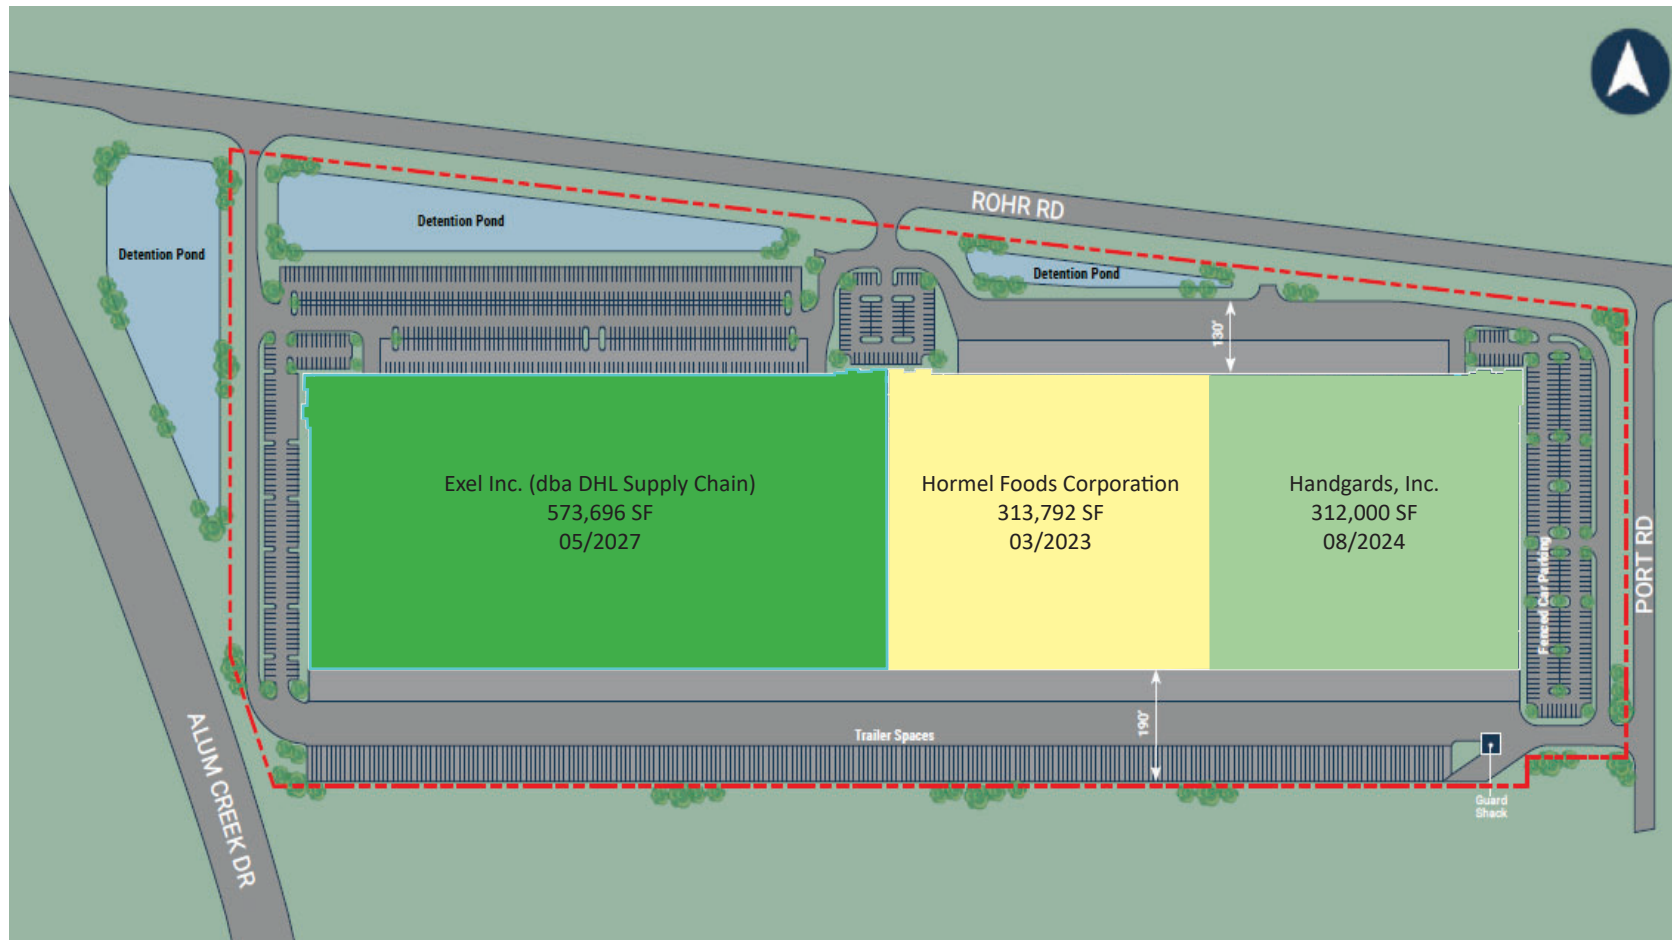 ROHR RD
Detention Pond
Detention Pond
Detention Pond
130'
Exel Inc. (dba DHL Supply Chain)
573,696 SF
05/2027
Hormel Foods Corporation
313,792 SF
03/2023
Handgards, Inc.
312,000 SF
08/2024
Fenced Car Parking
PORT RD
190'
Trailer Spaces
ALUM CREEK DR
Guard
Shack